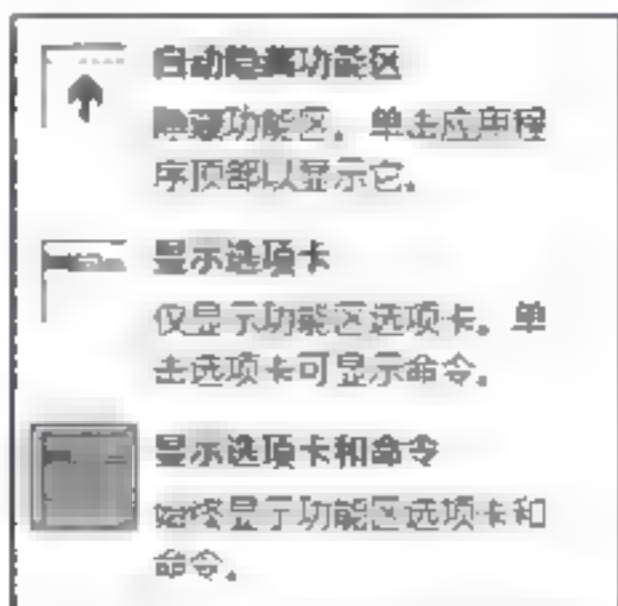 自动隐藏功能区
隐藏功能区。单击应用程
序顶部以显示它。
显示选项卡
仅显示功能区选项卡。单
击选项卡可显示命令。
显示选项卡和命令
始终显示功能区选项卡和
命令。